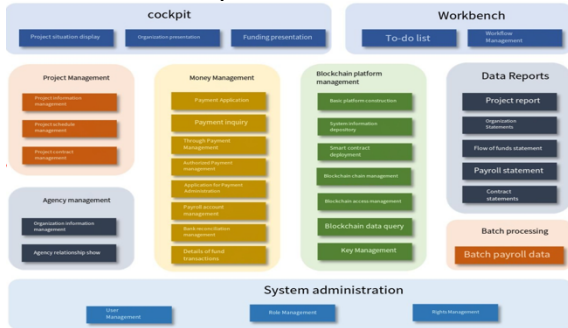 cockpit
Workbench
Project situation display
Organization presentation
Funding presentation
To-do list
Workflow
Management
Project Management
Project information
management
Project schedule
management
Project contract
management
Money Management
Payment Application
Payment inquiry
Through Payment
Management
Authorized Payment
management
Application for Payment
Administration
Payroll account
management
Bank reconciliation
management
Details of fund
transactions
Blockchain platform
management
Basic platform construction
System information
depository
Smart contract
deployment
Blockchain chain management
Blockchain access management
Blockchain data query
Key Management
Data Reports
Project report
Organization
Statements
Flow of funds statement
Payroll statement
Contract
statements
Agency management
Organization information
management
Agency relationship show
Batch processing
Batch payroll data
System administration
User
Management
Role Management
Rights Management